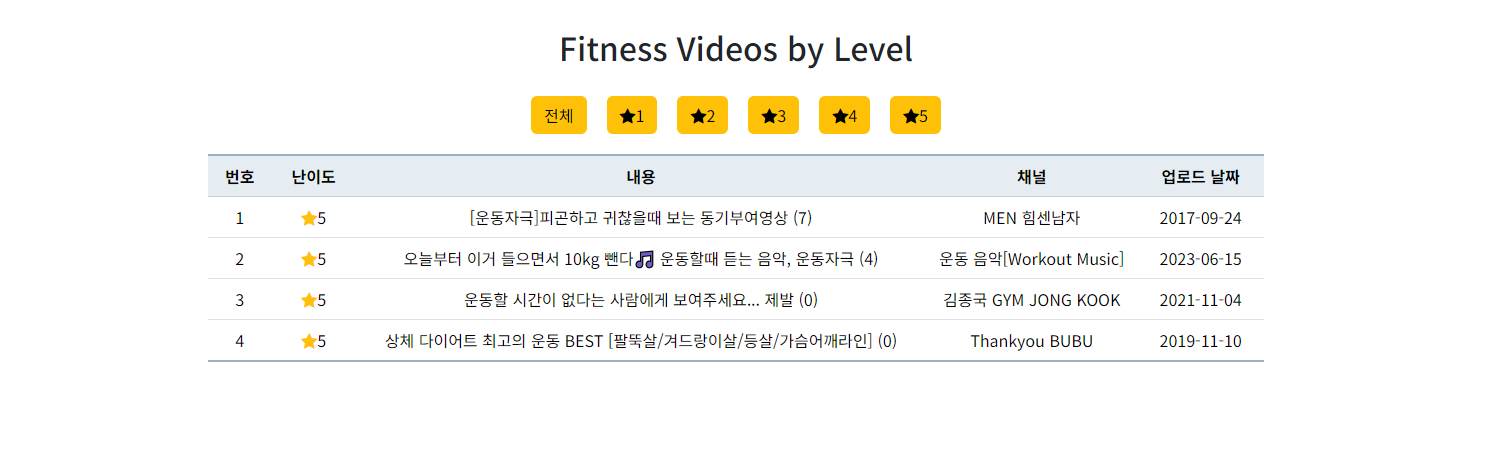 Fitness Videos by Level
전체 ★1 ★2 ★3 ★4 ★5
번호 난이도 내용 채널 업로드 날짜
1 ⭐5 [운동자극]피곤하고 귀찮을때 보는 동기부여영상 (7) MEN 힘센남자 2017-09-24
2 ⭐5 오늘부터 이거 들으면서 10kg 뺀다🎵 운동할때 듣는 음악, 운동자극 (4) 운동 음악[Workout Music] 2023-06-15
3 ⭐5 운동할 시간이 없다는 사람에게 보여주세요... 제발 (0) 김종국 GYM JONG KOOK 2021-11-04
4 ⭐5 상체 다이어트 최고의 운동 BEST [팔뚝살/겨드랑이살/등살/가슴어깨라인] (0) Thankyou BUBU 2019-11-10